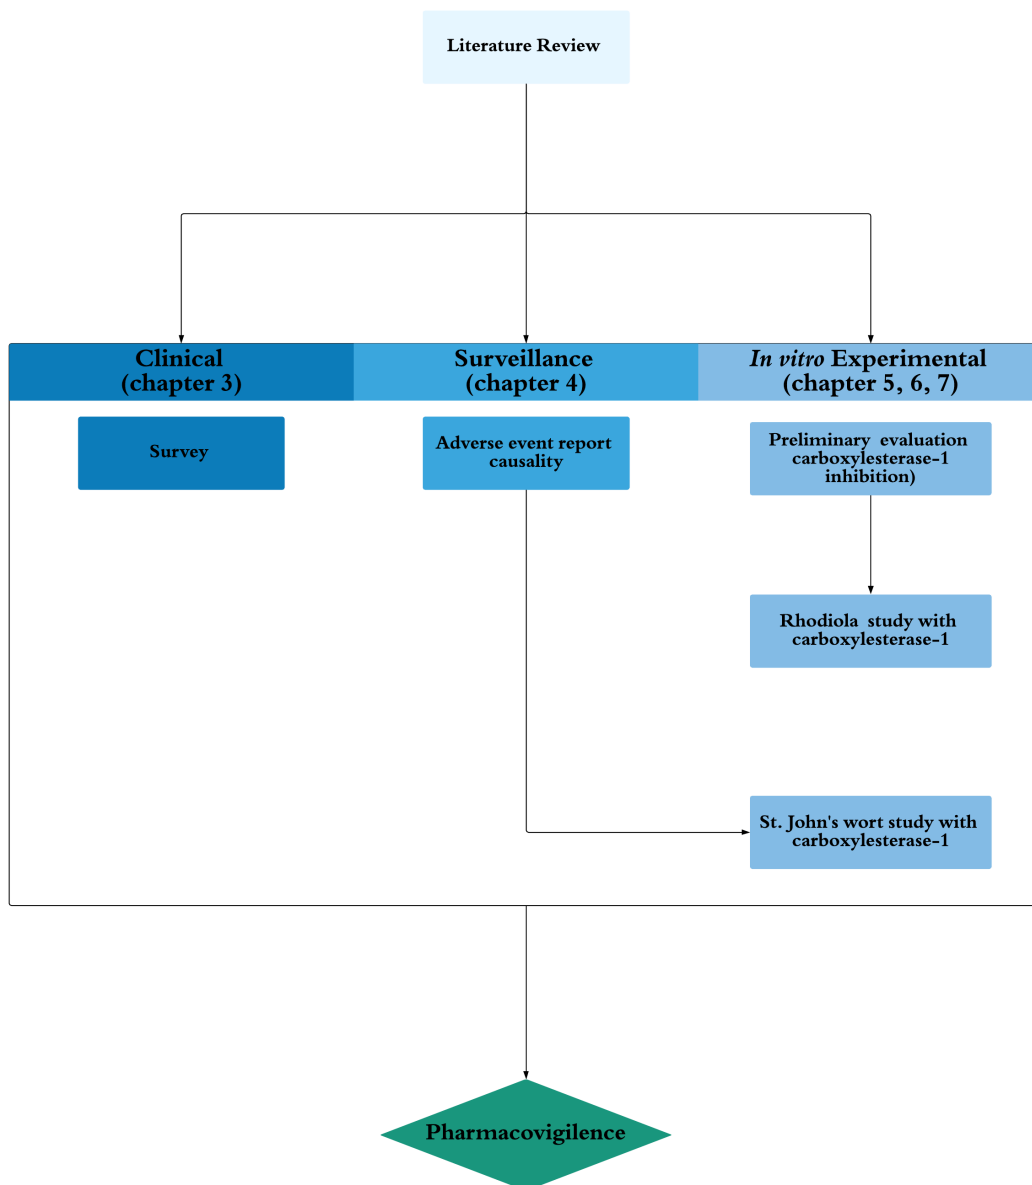 Literature Review
Clinical
(chapter 3)
Surveillance
(chapter 4)
In vitro Experimental
(chapter 5, 6, 7)
Survey
Adverse event report
causality
Preliminary evaluation
carboxylesterase-1
inhibition)
Rhodiola study with
carboxylesterase-1
St. John's wort study with
carboxylesterase-1
Pharmacovigilence